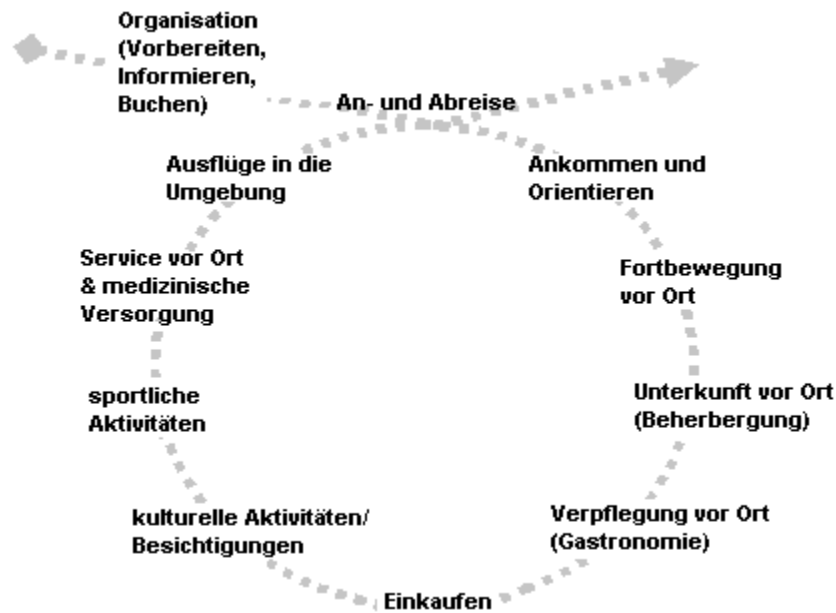 Organisation
(Vorbereiten,
Informieren,
Buchen)
An- und Abreise
Ankommen und
Orientieren
Fortbewegung
vor Ort
Unterkunft vor Ort
(Beherbergung)
Verpflegung vor Ort
(Gastronomie)
Einkaufen
kulturelle Aktivitäten/
Besichtigungen
sportliche
Aktivitäten
Service vor Ort
& medizinische
Versorgung
Ausflüge in die
Umgebung